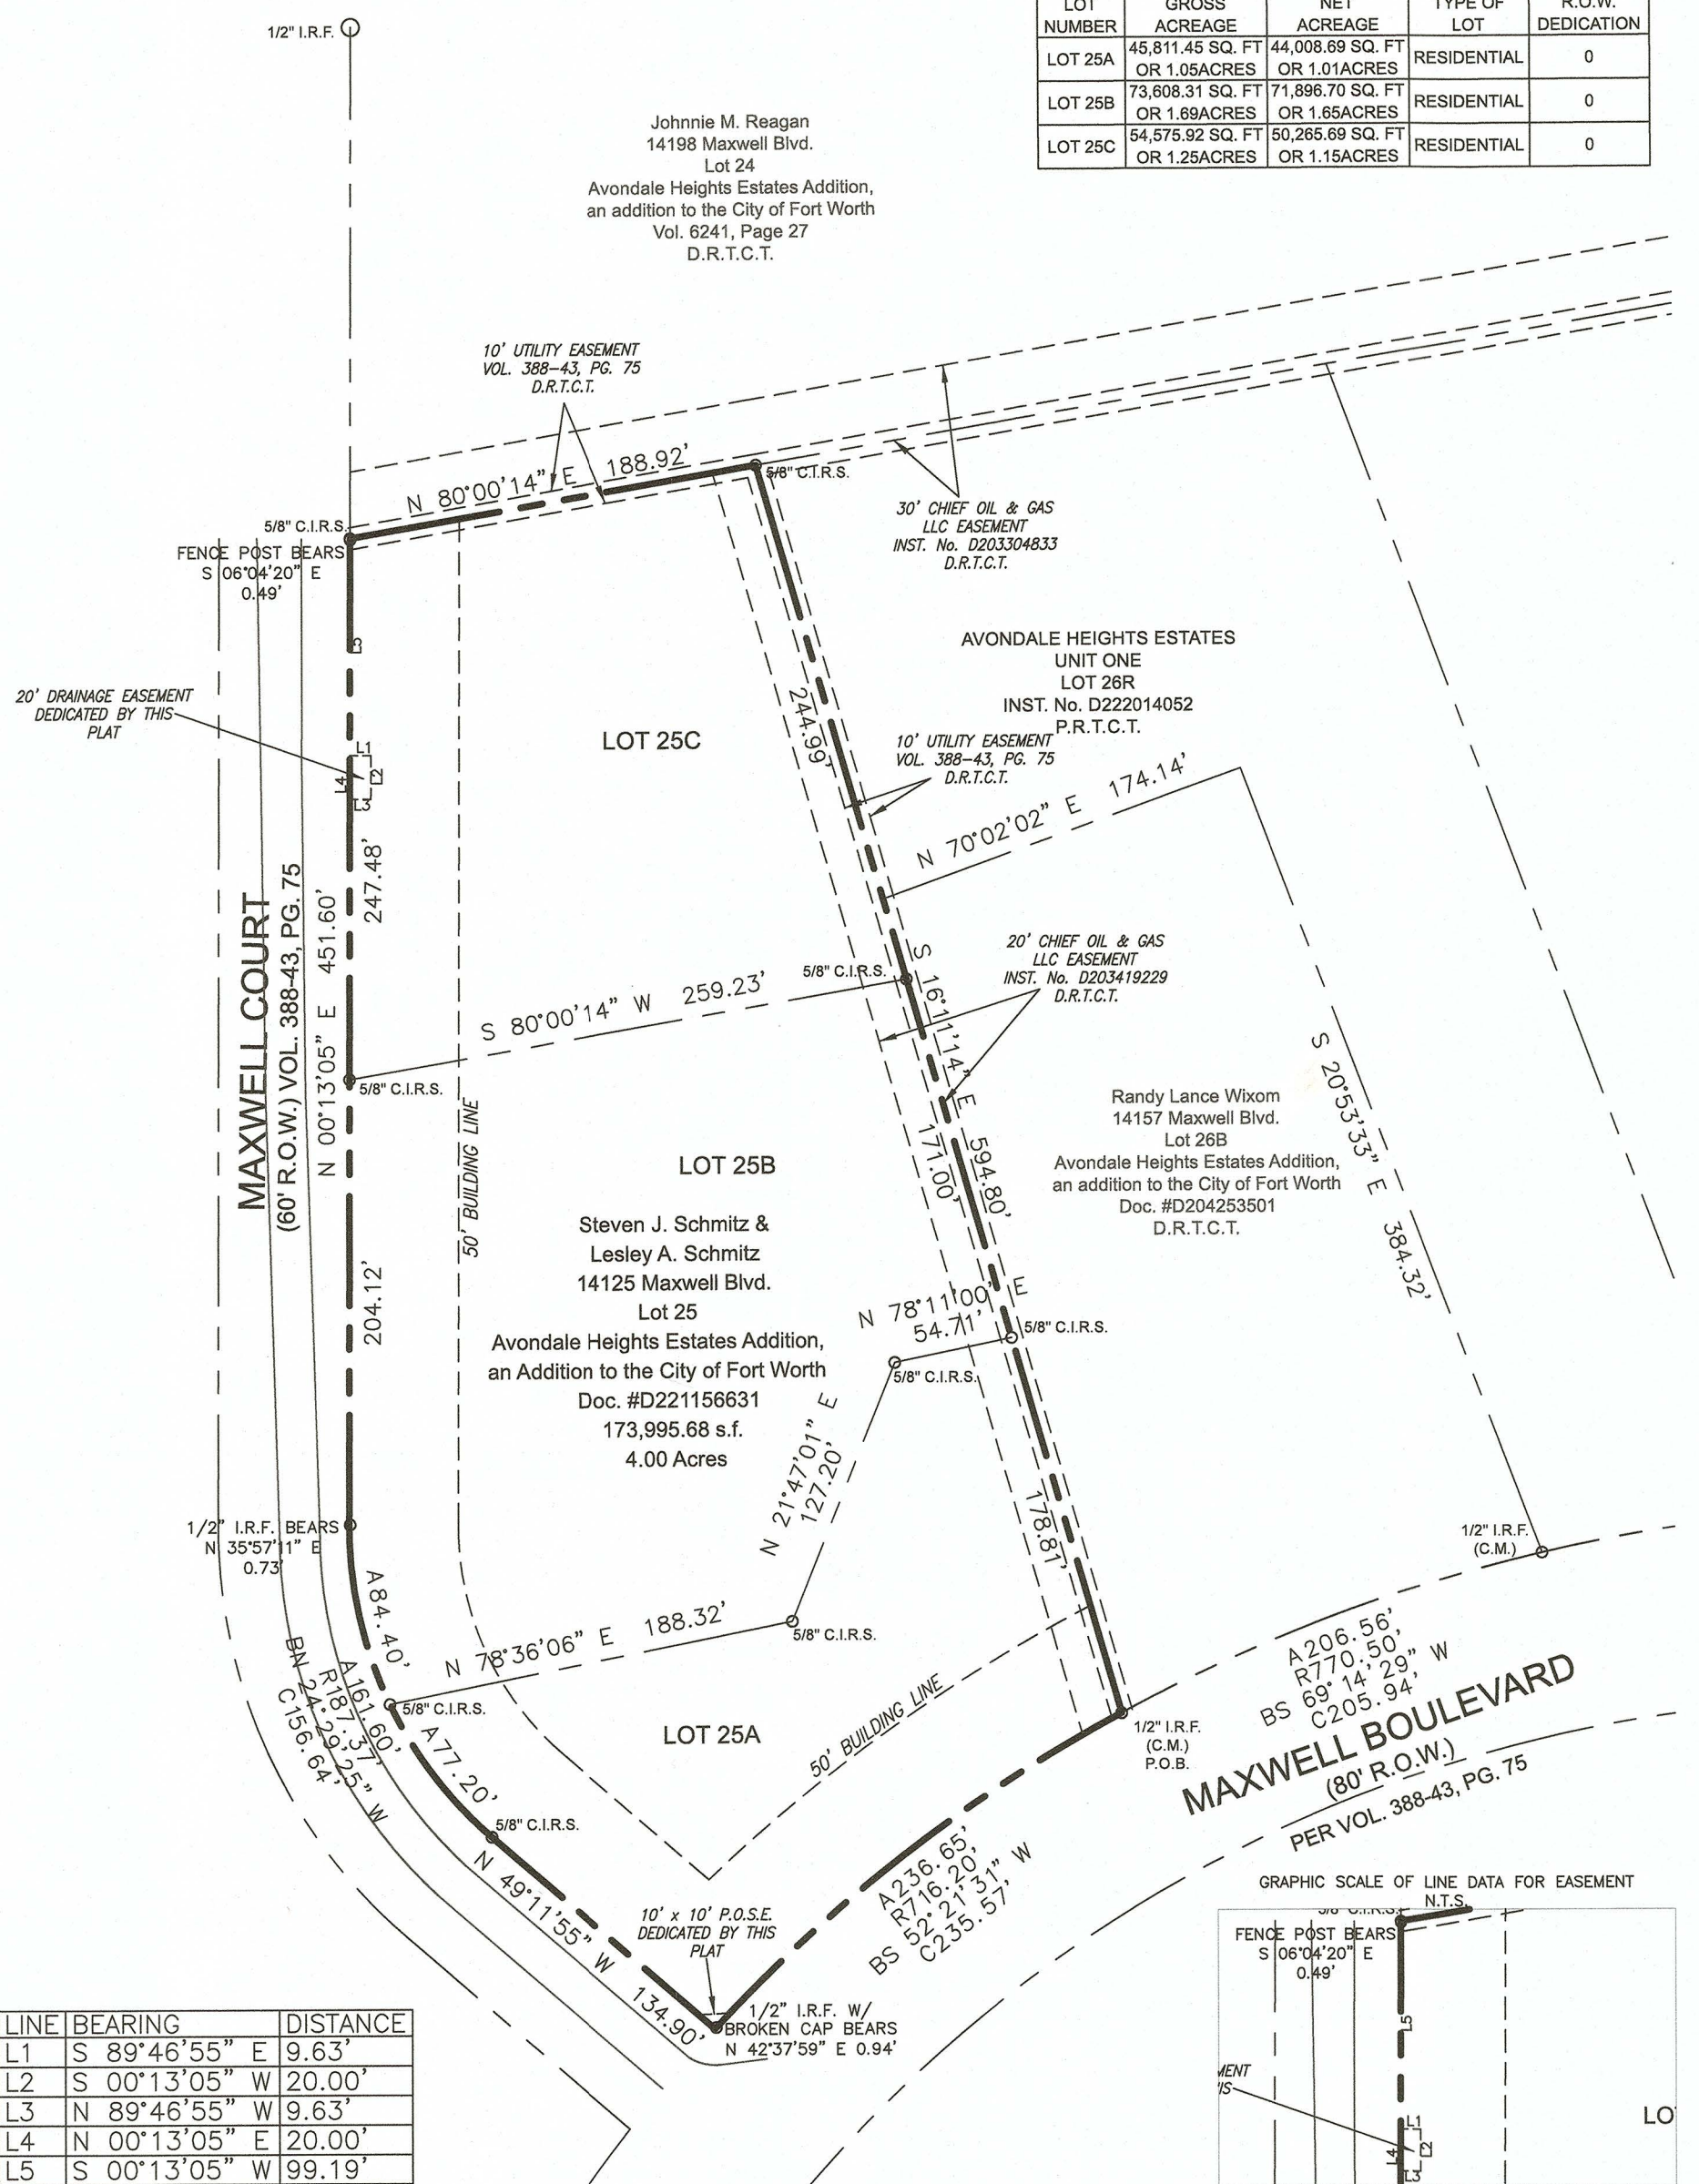 1/2" I.R.F.
LOT NUMBER | GROSS ACREAGE | NET ACREAGE | TYPE OF LOT | R.O.W. DEDICATION
LOT 25A | 45,811.45 SQ. FT OR 1.05ACRES | 44,008.69 SQ. FT OR 1.01ACRES | RESIDENTIAL | 0
LOT 25B | 73,608.31 SQ. FT OR 1.69ACRES | 71,896.70 SQ. FT OR 1.65ACRES | RESIDENTIAL | 0
LOT 25C | 54,575.92 SQ. FT OR 1.25ACRES | 50,265.69 SQ. FT OR 1.15ACRES | RESIDENTIAL | 0
Johnnie M. Reagan
14198 Maxwell Blvd.
Lot 24
Avondale Heights Estates Addition,
an addition to the City of Fort Worth
Vol. 6241, Page 27
D.R.T.C.T.
10' UTILITY EASEMENT
VOL. 388-43, PG. 75
D.R.T.C.T.
N 80°00'14" E 188.92'
5/8" C.I.R.S.
5/8" C.I.R.S.
FENCE POST BEARS
S 06°04'20" E
0.49'
30' CHIEF OIL & GAS
LLC EASEMENT
INST. No. D203304833
D.R.T.C.T.
AVONDALE HEIGHTS ESTATES
UNIT ONE
LOT 26R
INST. No. D222014052
P.R.T.C.T.
L5
20' DRAINAGE EASEMENT
DEDICATED BY THIS
PLAT
L1
L2
L3
L4
LOT 25C
244.99'
10' UTILITY EASEMENT
VOL. 388-43, PG. 75
D.R.T.C.T.
N 70°02'02" E 174.14'
MAXWELL COURT
(60' R.O.W.) VOL. 388-43, PG. 75
N 00°13'05" E 451.60'
247.48'
20' CHIEF OIL & GAS
LLC EASEMENT
INST. No. D203419229
D.R.T.C.T.
5/8" C.I.R.S.
S 80°00'14" W 259.23'
5/8" C.I.R.S.
S 16°11'14" E 594.80'
171.00'
S 20°53'33" E 384.32'
50' BUILDING LINE
Randy Lance Wixom
14157 Maxwell Blvd.
Lot 26B
Avondale Heights Estates Addition,
an addition to the City of Fort Worth
Doc. #D204253501
D.R.T.C.T.
LOT 25B
Steven J. Schmitz &
Lesley A. Schmitz
14125 Maxwell Blvd.
Lot 25
Avondale Heights Estates Addition,
an Addition to the City of Fort Worth
Doc. #D221156631
173,995.68 s.f.
4.00 Acres
204.12'
N 78°11'00" E
54.71'
5/8" C.I.R.S.
5/8" C.I.R.S.
N 21°47'01" E
127.20'
178.81'
1/2" I.R.F. BEARS
N 35°57'11" E
0.73'
1/2" I.R.F.
(C.M.)
A84.40'
N 78°36'06" E 188.32'
5/8" C.I.R.S.
5/8" C.I.R.S.
A161.60'
R187.37'
BN 24°29'25" W
C156.64'
A77.20'
5/8" C.I.R.S.
LOT 25A
50' BUILDING LINE
1/2" I.R.F.
(C.M.)
P.O.B.
A206.56'
R770.50'
BS 69°14'29" W
C205.94'
MAXWELL BOULEVARD
(80' R.O.W.)
PER VOL. 388-43, PG. 75
A236.65'
R716.20'
BS 52°21'31" W
C235.57'
N 49°11'55" W 134.90'
10' x 10' P.O.S.E.
DEDICATED BY THIS
PLAT
1/2" I.R.F. W/
BROKEN CAP BEARS
N 42°37'59" E 0.94'
GRAPHIC SCALE OF LINE DATA FOR EASEMENT
N.T.S.
5/8" C.I.R.S.
FENCE POST BEARS
S 06°04'20" E
0.49'
L5
MENT
'IS
L1
L2
L3
L4
LO
LINE | BEARING | DISTANCE
L1 | S 89°46'55" E | 9.63'
L2 | S 00°13'05" W | 20.00'
L3 | N 89°46'55" W | 9.63'
L4 | N 00°13'05" E | 20.00'
L5 | S 00°13'05" W | 99.19'